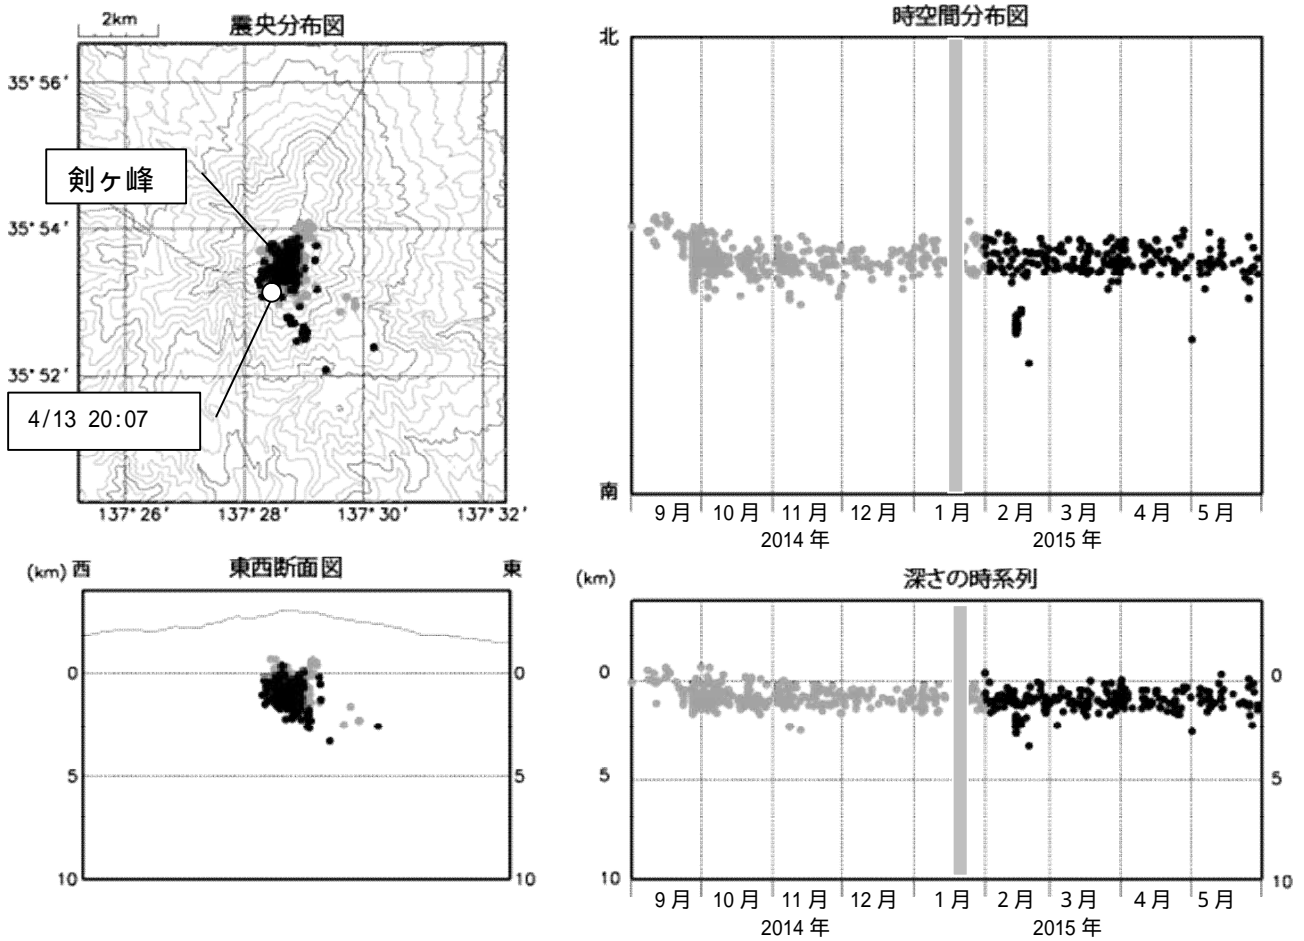 2km
震央分布図
35° 56′
剣ヶ峰
35° 54′
35° 52′
4/13 20:07
137° 26′ 137° 28′ 137° 30′ 137° 32′
時空間分布図
北
南
9月 10月 11月 12月 1月 2月 3月 4月 5月
2014年 2015年
(km) 西 東西断面図 東
0 0
5 5
10 10
(km) 深さの時系列
0 0
5 5
10 10
9月 10月 11月 12月 1月 2月 3月 4月 5月
2014年 2015年